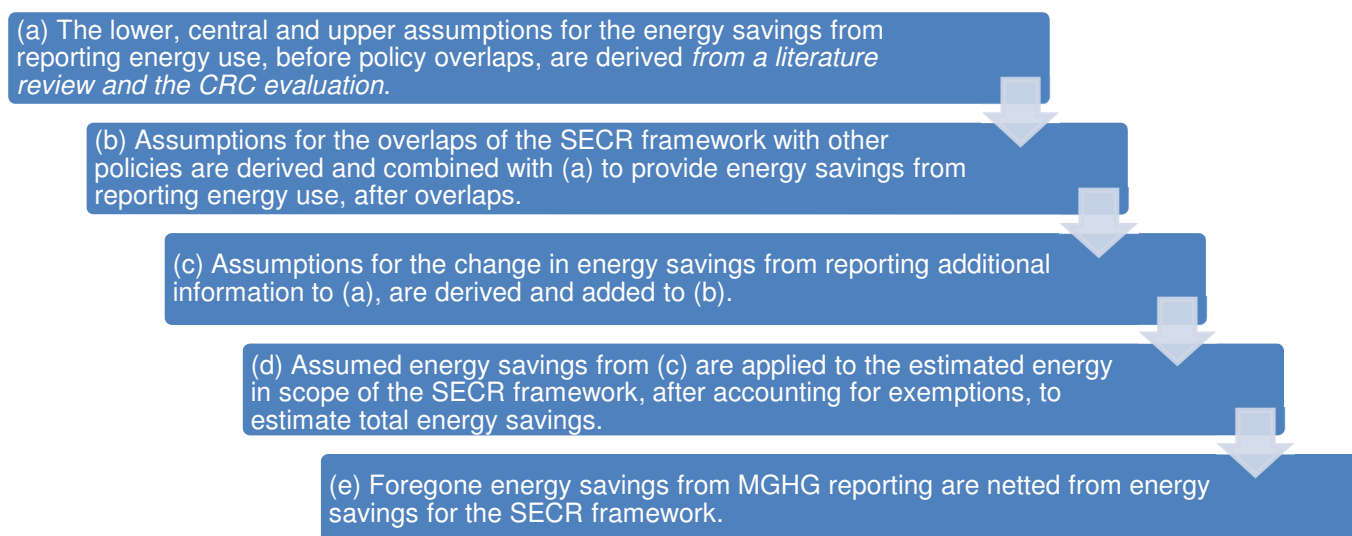 (a) The lower, central and upper assumptions for the energy savings from
reporting energy use, before policy overlaps, are derived from a literature
review and the CRC evaluation.
(b) Assumptions for the overlaps of the SECR framework with other
policies are derived and combined with (a) to provide energy savings from
reporting energy use, after overlaps.
(c) Assumptions for the change in energy savings from reporting additional
information to (a), are derived and added to (b).
(d) Assumed energy savings from (c) are applied to the estimated energy
in scope of the SECR framework, after accounting for exemptions, to
estimate total energy savings.
(e) Foregone energy savings from MGHG reporting are netted from energy
savings for the SECR framework.